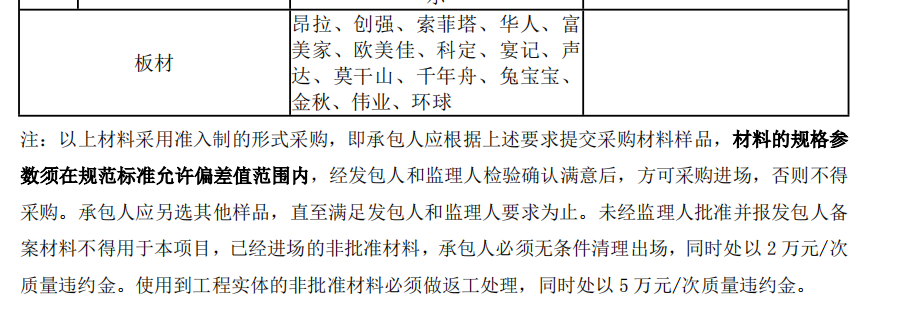 板材
昂拉、创强、索菲塔、华人、富
美家、欧美佳、科定、宴记、声
达、莫干山、千年舟、兔宝宝、
金秋、伟业、环球
注：以上材料采用准入制的形式采购，即承包人应根据上述要求提交采购材料样品，材料的规格参
数须在规范标准允许偏差值范围内，经发包人和监理人检验确认满意后，方可采购进场，否则不得
采购。承包人应另选其他样品，直至满足发包人和监理人要求为止。未经监理人批准并报发包人备
案材料不得用于本项目，已经进场的非批准材料，承包人必须无条件清理出场，同时处以 2 万元/次
质量违约金。使用到工程实体的非批准材料必须做返工处理，同时处以 5 万元/次质量违约金。